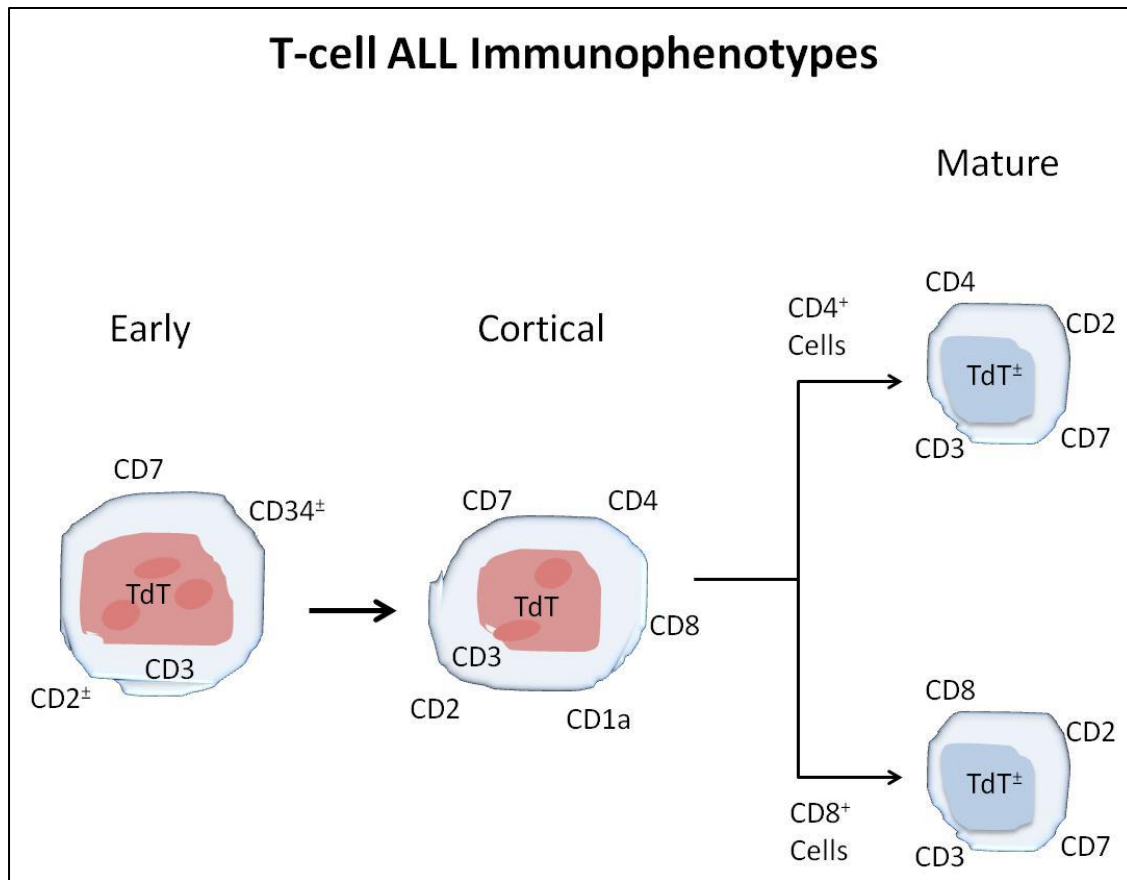 T-cell ALL Immunophenotypes
Early
CD7
CD34±
TdT
CD3
CD2±
Cortical
CD7
CD4
TdT
CD8
CD3
CD2
CD1a
Mature
CD4+
Cells
CD4
CD2
TdT±
CD3
CD7
CD8+
Cells
CD8
CD2
TdT±
CD3
CD7